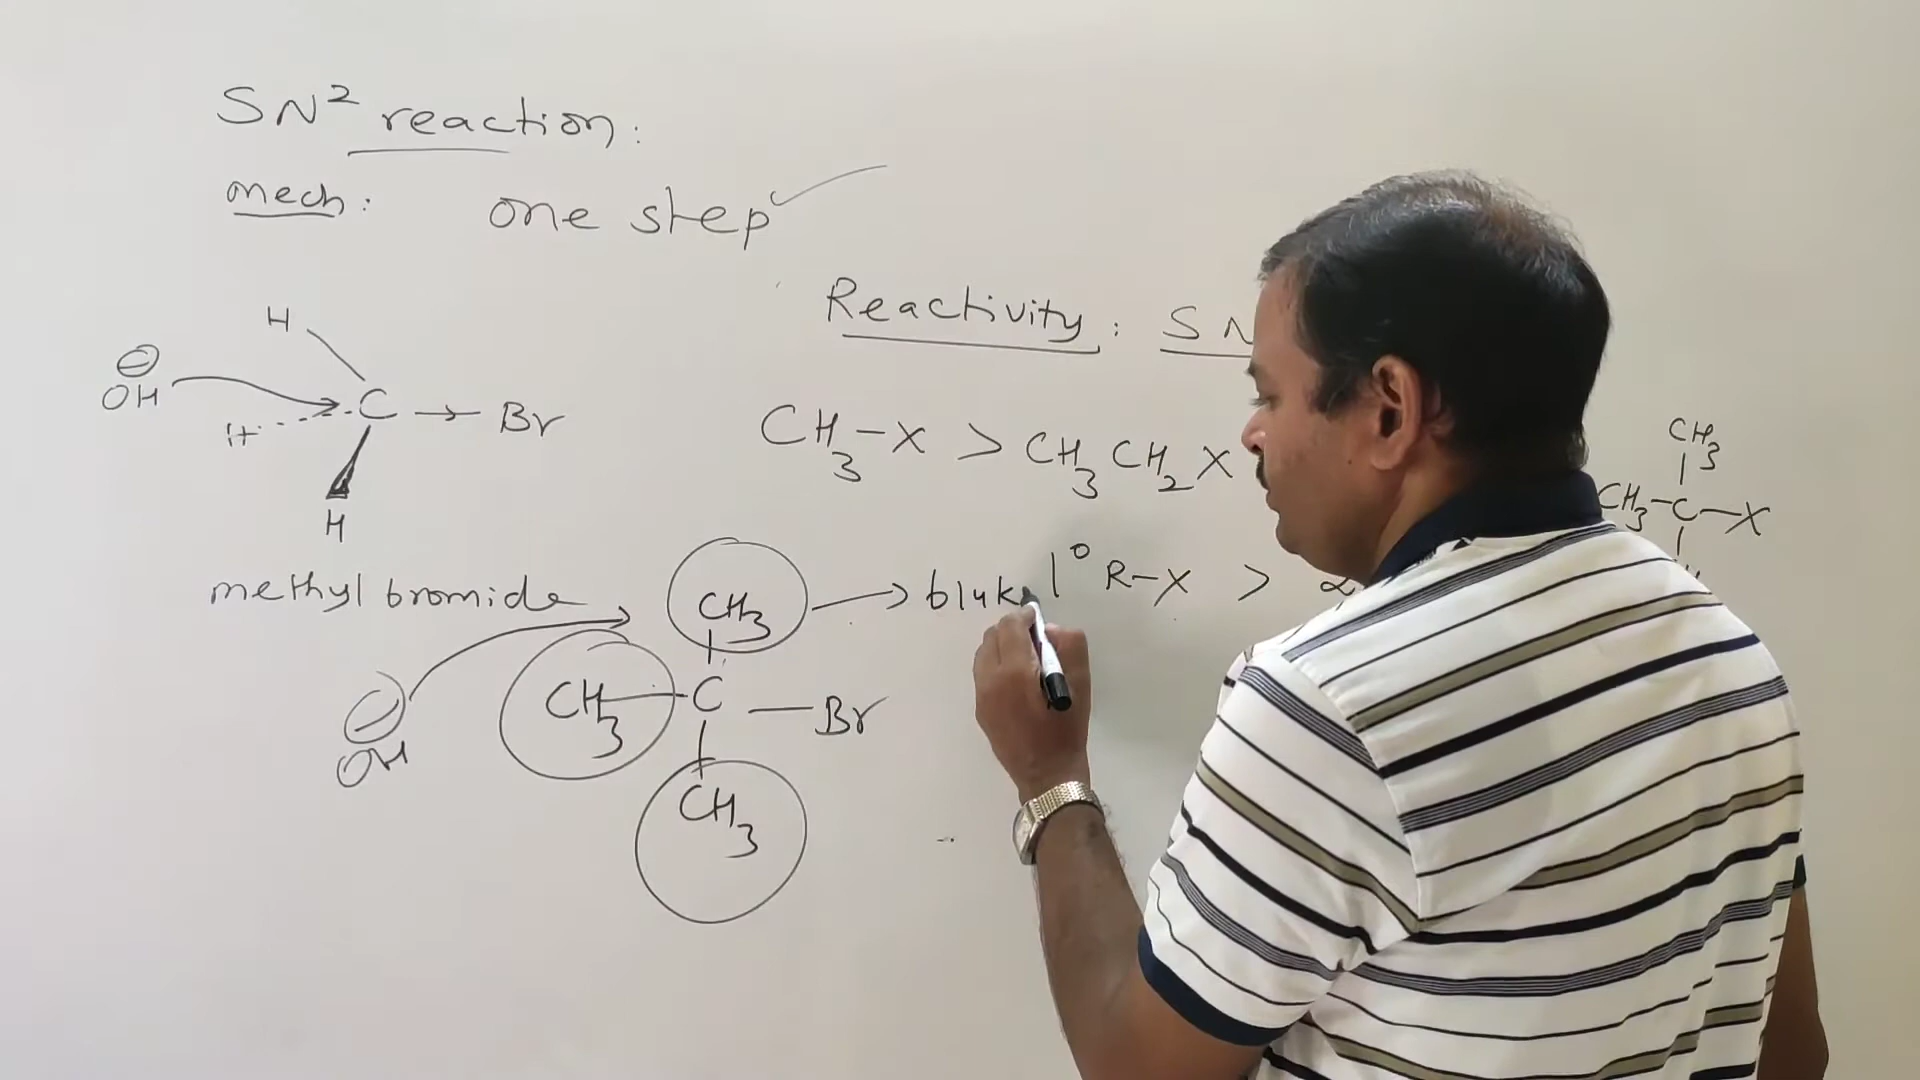 SN² reaction:
mech: one step
Reactivity: SN
H
⊖
OH
C Br
H
H
CH₃-X > CH₃CH₂X
CH₃
CH₃-C-X
methyl bromide
1° R-X > 2
CH₃ → bluk
CH₃-C-Br
⊖
OH
CH₃